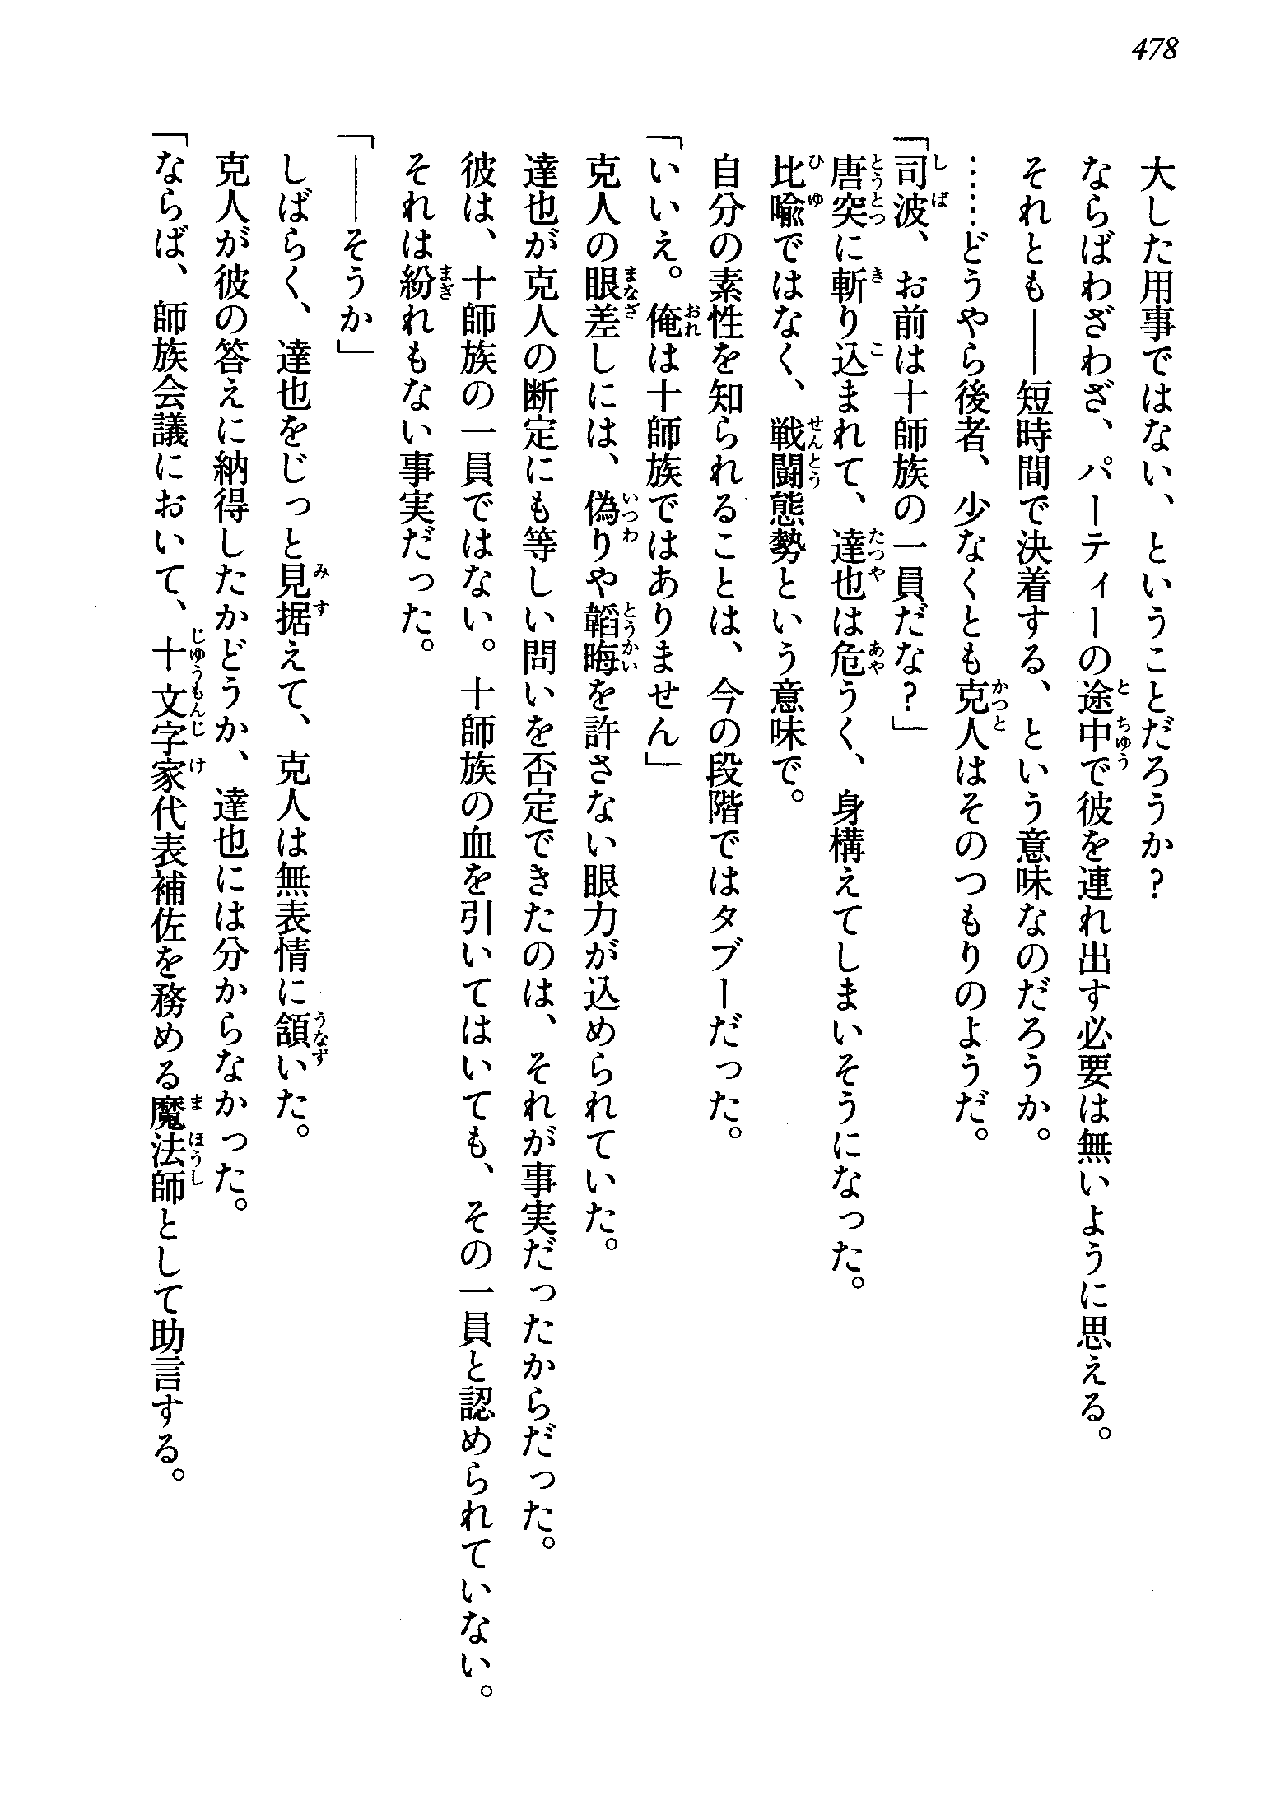 478
大した用事ではない、ということだろうか？
ならばわざわざ、パーティーの途中で彼を連れ出す必要は無いように思える。
それとも――短時間で決着する、という意味なのだろうか。
……どうやら後者、少なくとも克人はそのつもりのようだ。
「司波、お前は十師族の一員だな？」
唐突に斬り込まれて、達也は危うく、身構えてしまいそうになった。
比喩ではなく、戦闘態勢という意味で。
自分の素性を知られることは、今の段階ではタブーだった。
「いいえ。俺は十師族ではありません」
克人の眼差しには、偽りや韜晦を許さない眼力が込められていた。
達也が克人の断定にも等しい問いを否定できたのは、それが事実だったからだった。
彼は、十師族の一員ではない。十師族の血を引いてはいても、その一員と認められていない。
それは紛れもない事実だった。
「――そうか」
しばらく、達也をじっと見据えて、克人は無表情に頷いた。
克人が彼の答えに納得したかどうか、達也には分からなかった。
「ならば、師族会議において、十文字家代表補佐を務める魔法師として助言する。